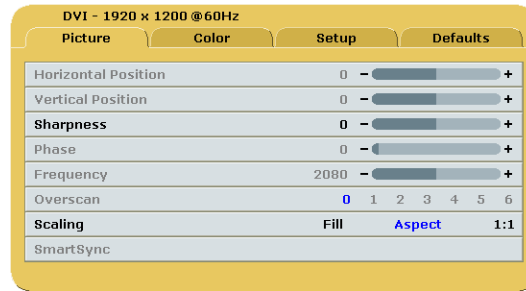 DVI - 1920 x 1200 @60Hz
Picture Color Setup Defaults
Horizontal Position 0 - +
Vertical Position 0 - +
Sharpness 0 - +
Phase 0 - +
Frequency 2080 - +
Overscan 0 1 2 3 4 5 6
Scaling Fill Aspect 1:1
SmartSync